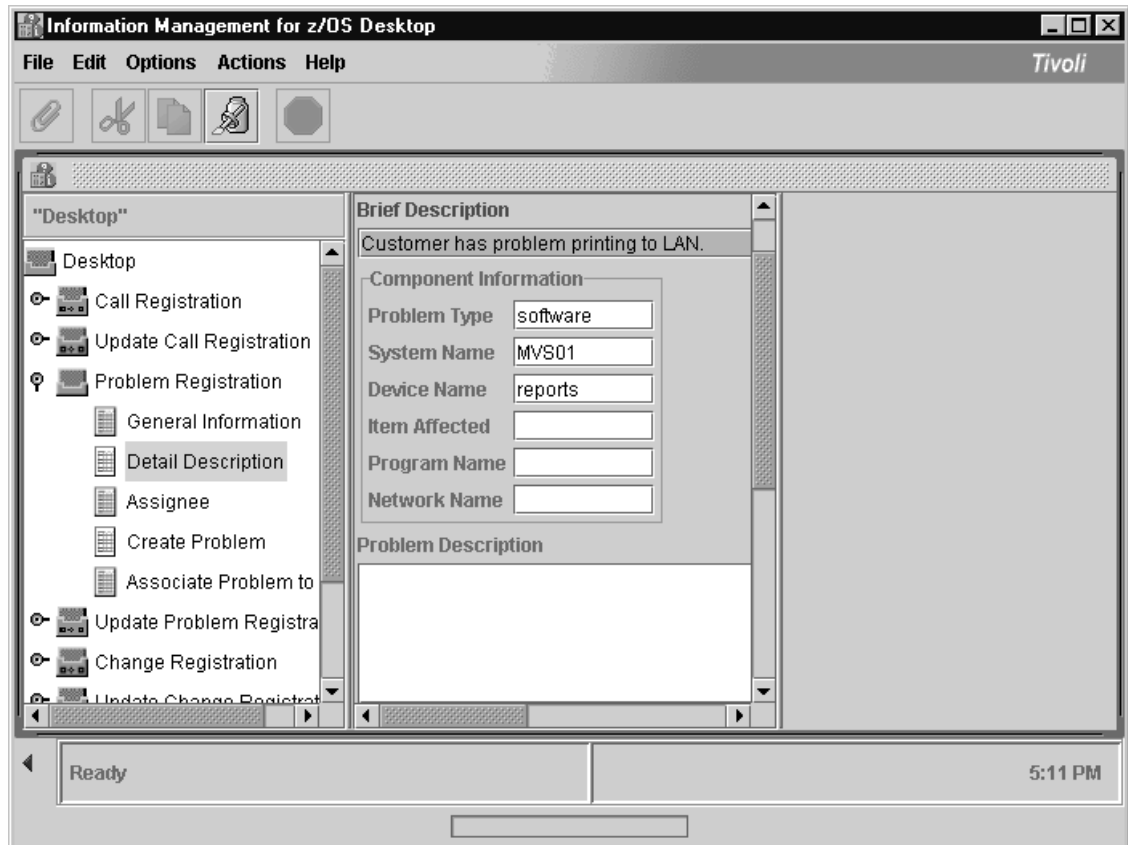 Information Management for z/OS Desktop
File Edit Options Actions Help
Tivoli
"Desktop"
Desktop
Call Registration
Update Call Registration
Problem Registration
General Information
Detail Description
Assignee
Create Problem
Associate Problem to
Update Problem Registra
Change Registration
Update Change Registrat
Brief Description
Customer has problem printing to LAN.
Component Information
Problem Type software
System Name MVS01
Device Name reports
Item Affected
Program Name
Network Name
Problem Description
Ready
5:11 PM